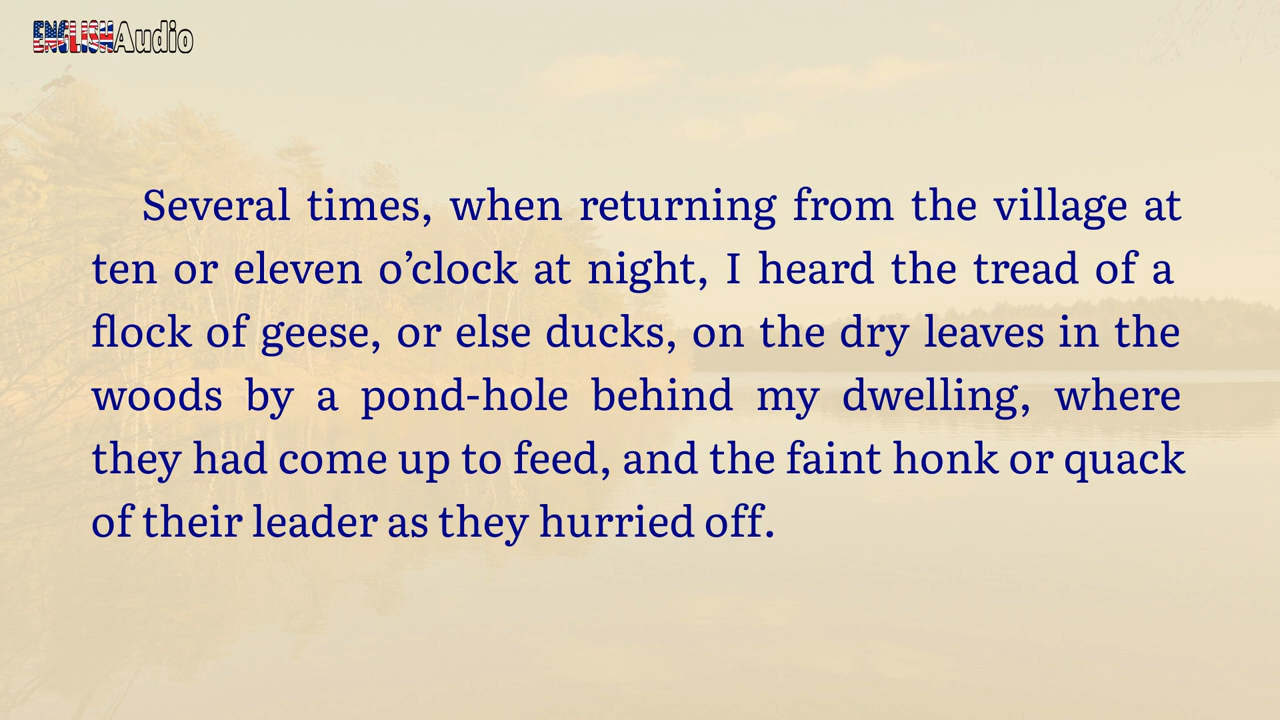 ENGLISHAudio
Several times, when returning from the village at
ten or eleven o’clock at night, I heard the tread of a
flock of geese, or else ducks, on the dry leaves in the
woods by a pond-hole behind my dwelling, where
they had come up to feed, and the faint honk or quack
of their leader as they hurried off.